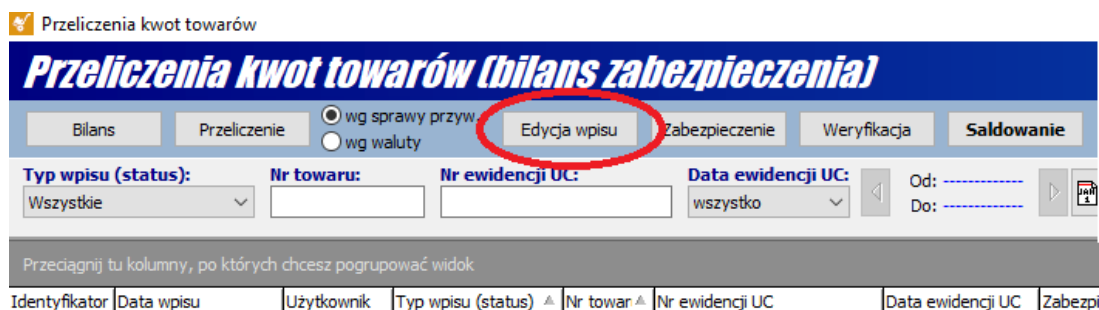 Przeliczenia kwot towarów
Przeliczenia kwot towarów (bilans zabezpieczenia)
Bilans Przeliczenie wg sprawy przyw. Edycja wpisu Zabezpieczenie Weryfikacja Saldowanie
wg waluty
Typ wpisu (status): Nr towaru: Nr ewidencji UC: Data ewidencji UC: Od: -------------
Wszystkie wszystko Do: -------------
JAN 1
Przeciągnij tu kolumny, po których chcesz pogrupować widok
Identyfikator Data wpisu Użytkownik Typ wpisu (status) Nr towar Nr ewidencji UC Data ewidencji UC Zabezpi